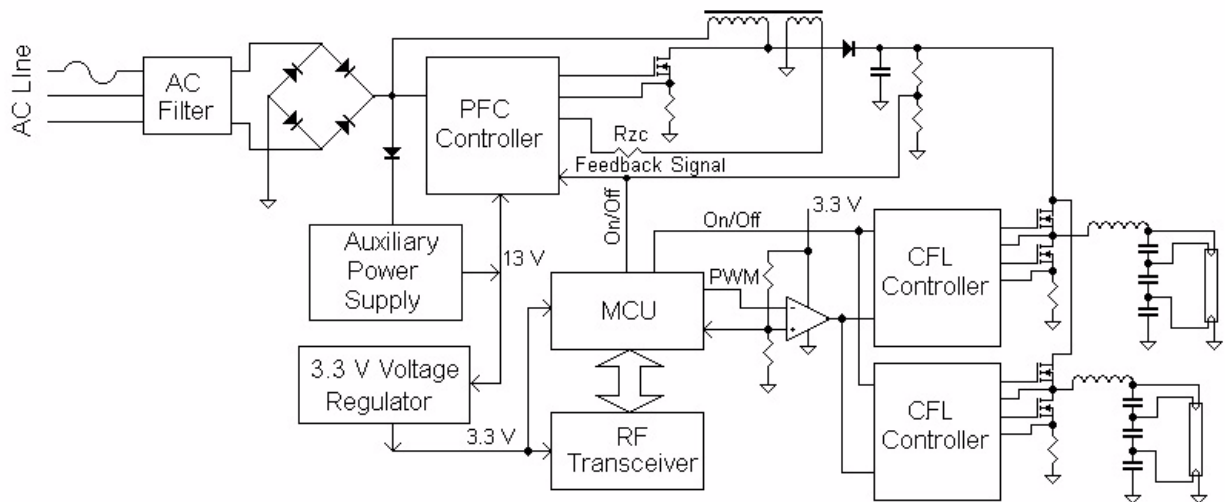 AC LIne
AC
Filter
PFC
Controller
Rzc
Feedback Signal
On/Off
On/Off
3.3 V
Auxiliary
Power
Supply
13 V
PWM
MCU
CFL
Controller
3.3 V Voltage
Regulator
3.3 V
RF
Transceiver
CFL
Controller
-
+